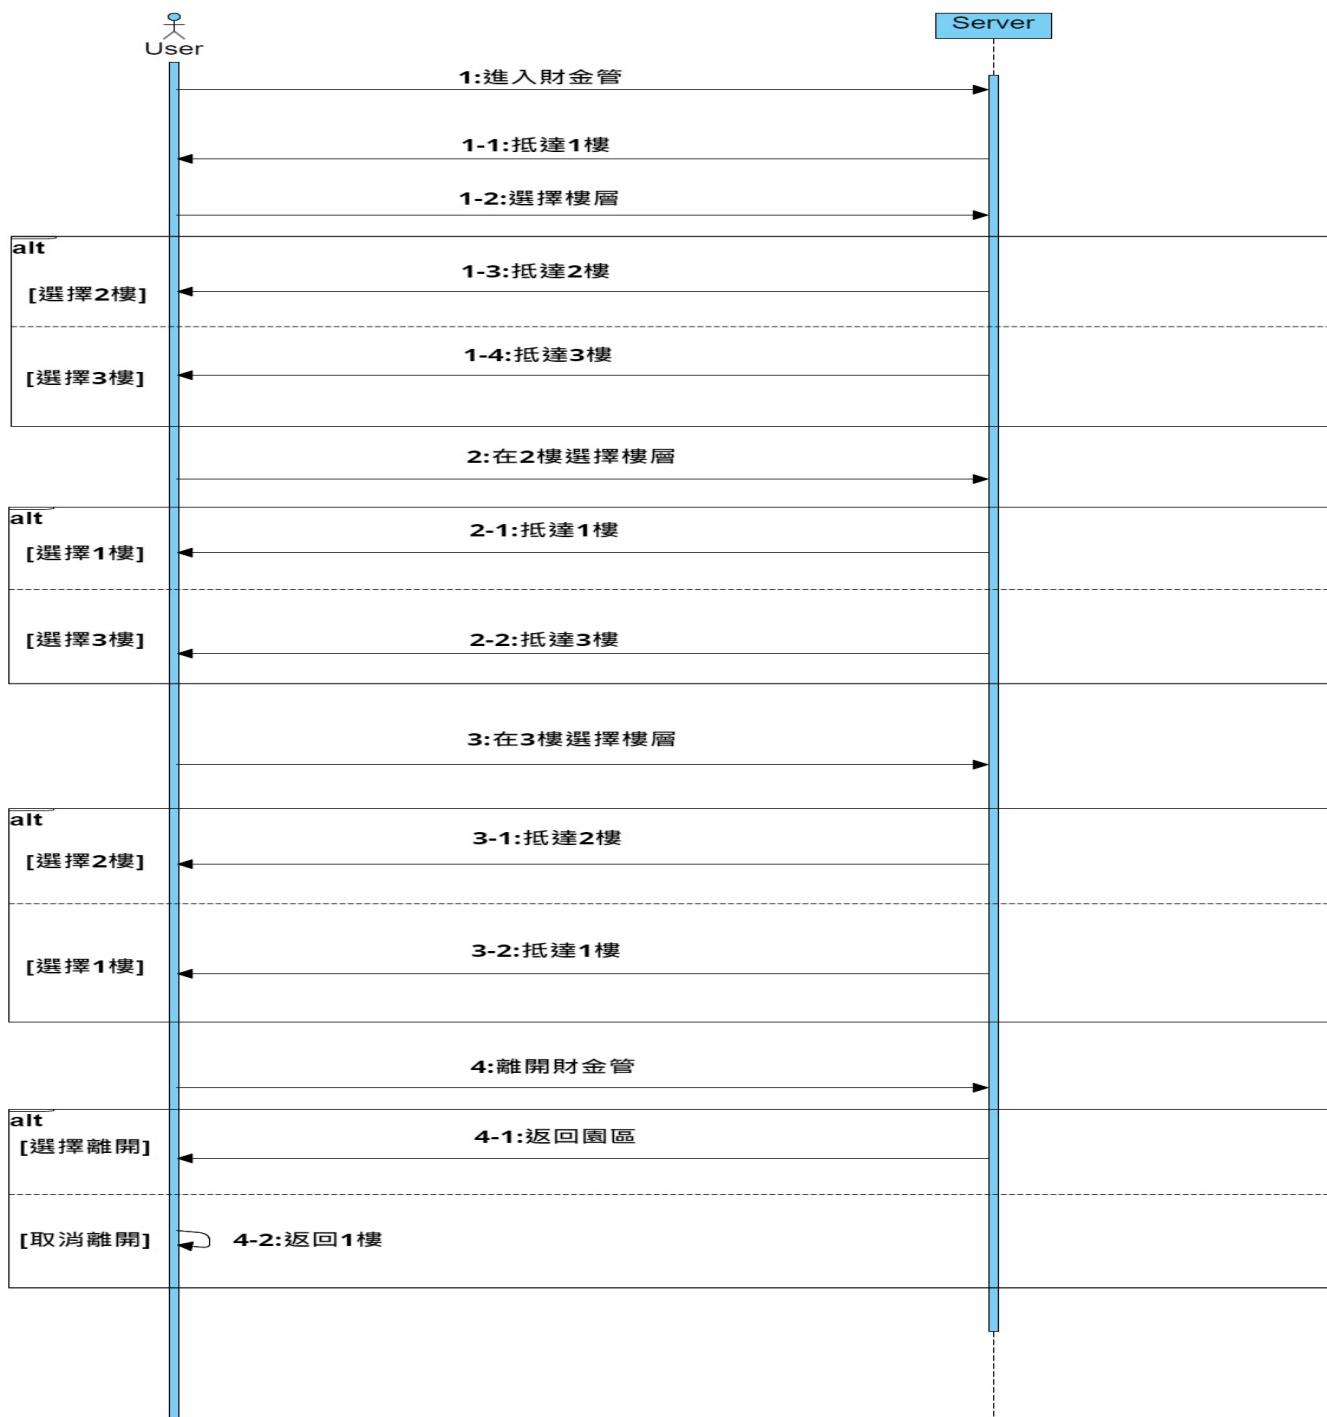 User
Server
1:進入財金管
1-1:抵達1樓
1-2:選擇樓層
alt
1-3:抵達2樓
[選擇2樓]
1-4:抵達3樓
[選擇3樓]
2:在2樓選擇樓層
alt
2-1:抵達1樓
[選擇1樓]
[選擇3樓]
2-2:抵達3樓
3:在3樓選擇樓層
alt
3-1:抵達2樓
[選擇2樓]
3-2:抵達1樓
[選擇1樓]
4:離開財金管
alt
4-1:返回園區
[選擇離開]
[取消離開]
4-2:返回1樓